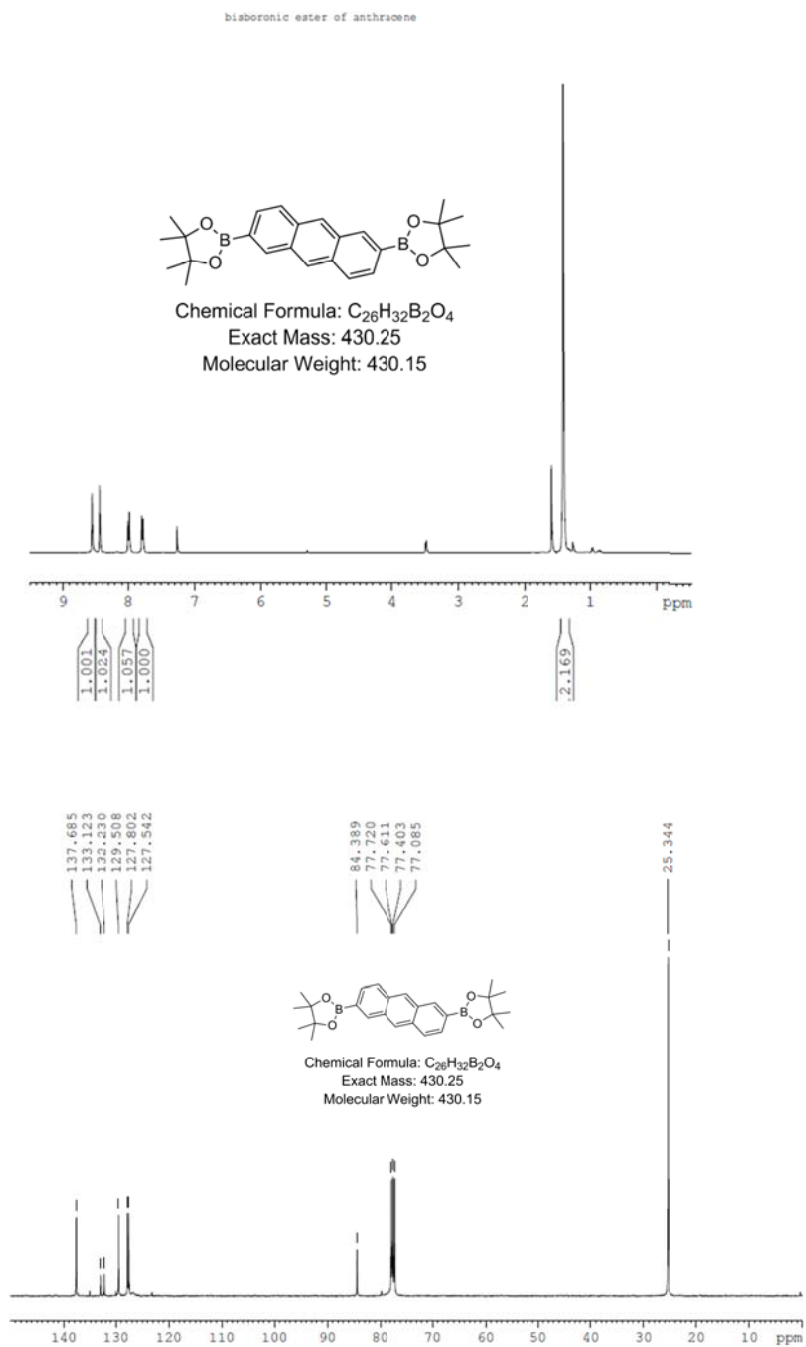 bisboronic ester of anthracene
O
O
B
B
O
O
Chemical Formula: C₂₆H₃₂B₂O₄
Exact Mass: 430.25
Molecular Weight: 430.15
9 8 7 6 5 4 3 2 1 ppm
1.001
1.024
1.057
1.000
2.169
137.685
133.123
132.230
129.508
127.802
127.542
84.389
77.720
77.611
77.403
77.085
25.344
O
O
B
B
O
O
Chemical Formula: C₂₆H₃₂B₂O₄
Exact Mass: 430.25
Molecular Weight: 430.15
140 130 120 110 100 90 80 70 60 50 40 30 20 10 ppm